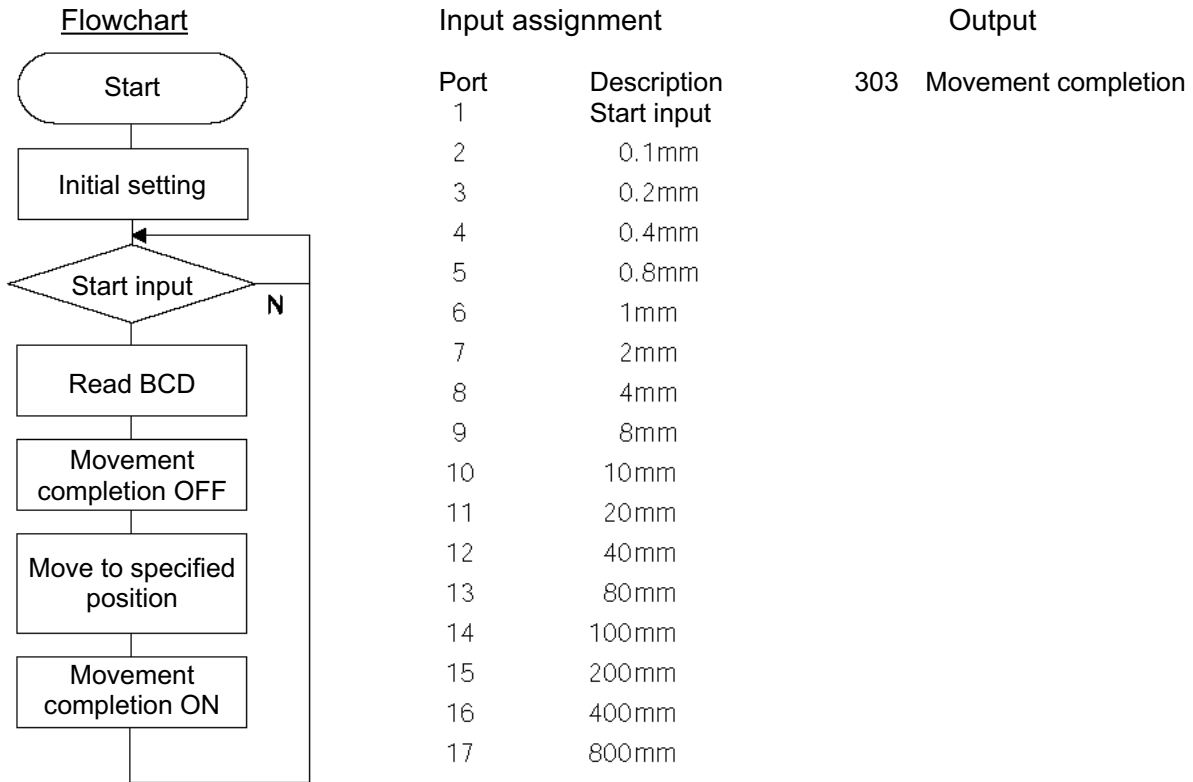 Flowchart
Start
Initial setting
Start input
N
Read BCD
Movement
completion OFF
Move to specified
position
Movement
completion ON
Input assignment
Port Description
1 Start input
2 0.1mm
3 0.2mm
4 0.4mm
5 0.8mm
6 1mm
7 2mm
8 4mm
9 8mm
10 10mm
11 20mm
12 40mm
13 80mm
14 100mm
15 200mm
16 400mm
17 800mm
Output
303 Movement completion